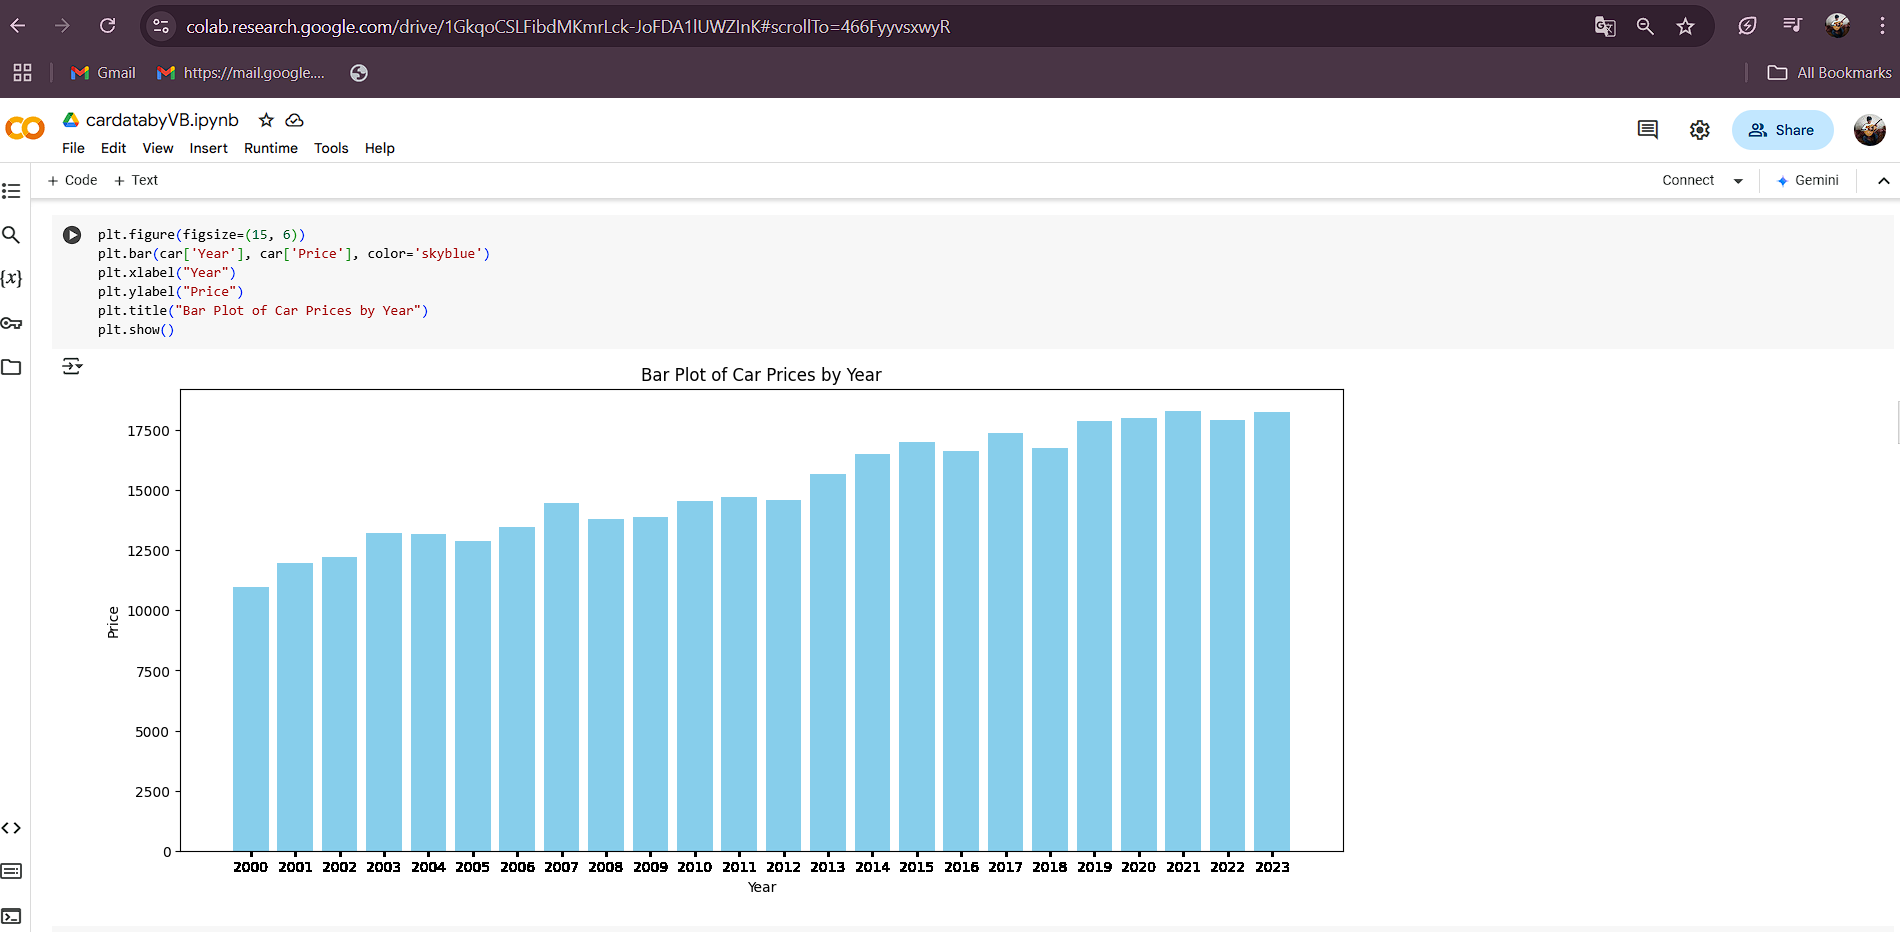 colab.research.google.com/drive/1GkqoCSLFibdMKmrLck-JoFDA1lUWZInK#scrollTo=466FyyvsxwyR
Gmail
https://mail.google....
All Bookmarks
CO
cardatabyVB.ipynb
File Edit View Insert Runtime Tools Help
Share
+ Code + Text
Connect
Gemini
{x}
plt.figure(figsize=(15, 6))
plt.bar(car['Year'], car['Price'], color='skyblue')
plt.xlabel("Year")
plt.ylabel("Price")
plt.title("Bar Plot of Car Prices by Year")
plt.show()
Bar Plot of Car Prices by Year
17500
15000
12500
10000
7500
5000
2500
0
Price
2000 2001 2002 2003 2004 2005 2006 2007 2008 2009 2010 2011 2012 2013 2014 2015 2016 2017 2018 2019 2020 2021 2022 2023
Year